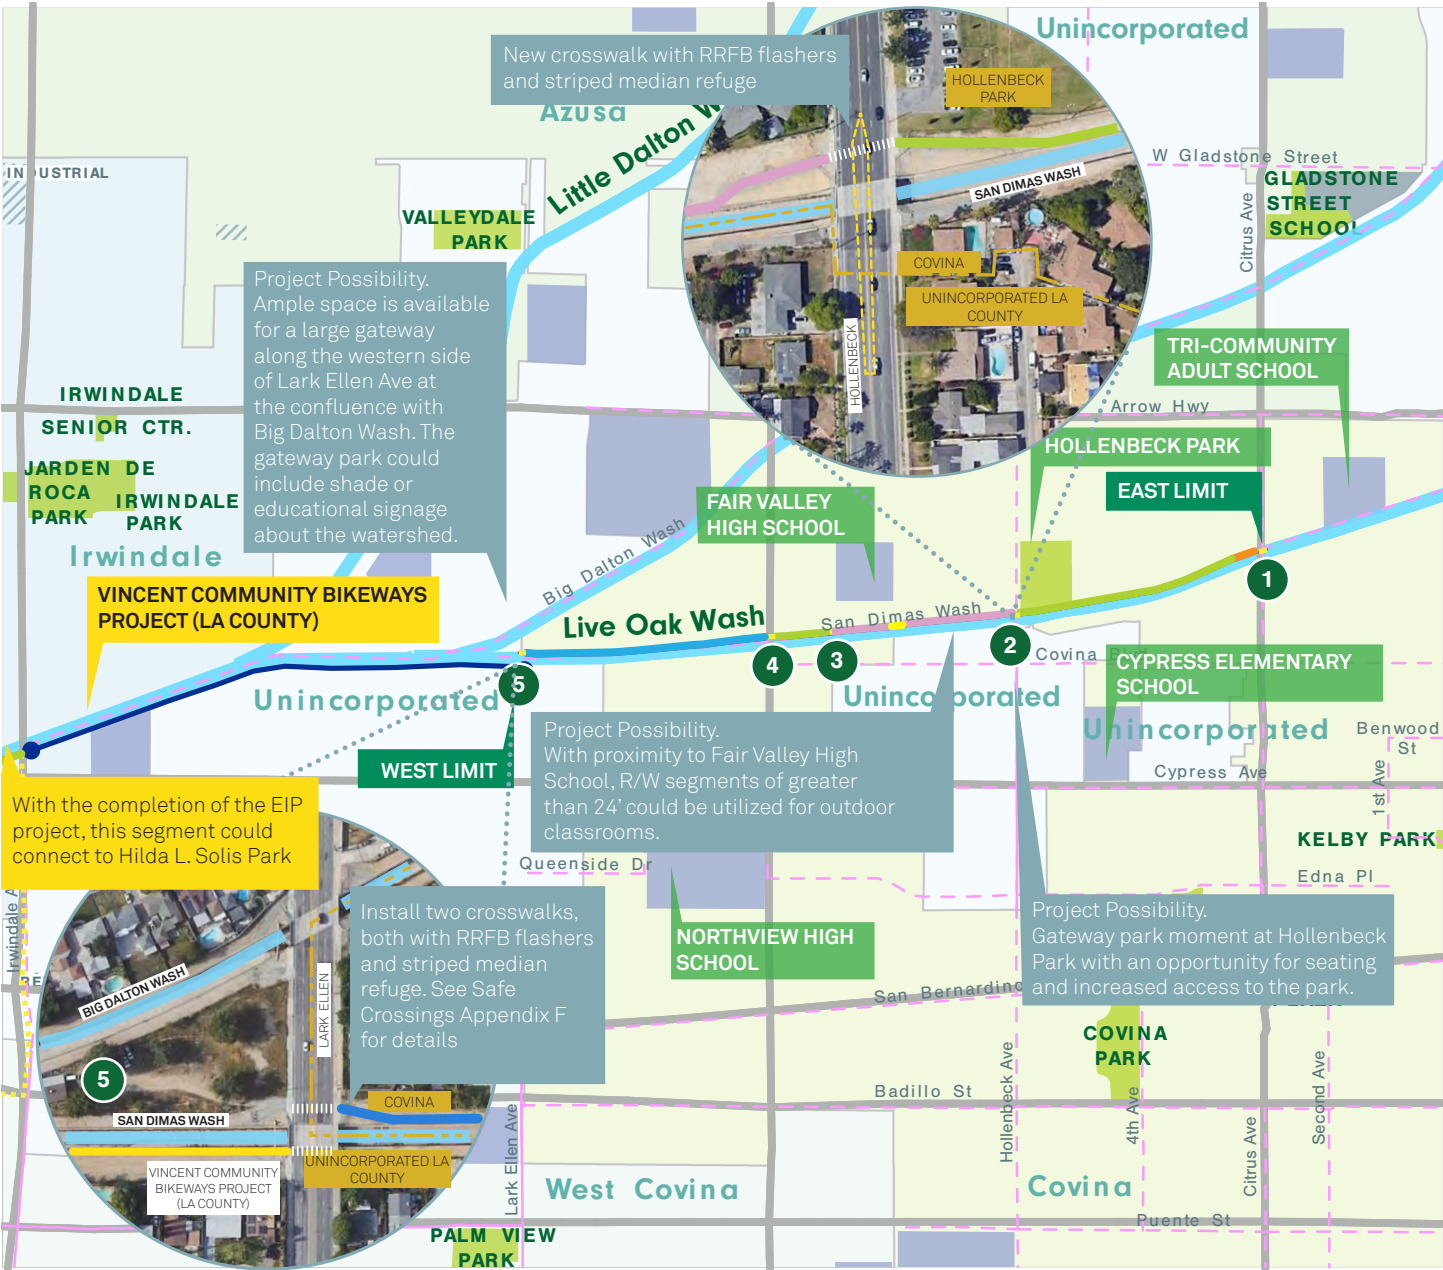 Unincorporated
New crosswalk with RRFB flashers
and striped median refuge
HOLLENBECK
PARK
Azusa
Little Dalton W
W Gladstone Street
INDUSTRIAL
SAN DIMAS WASH
GLADSTONE
STREET
SCHOOL
Citrus Ave
VALLEYDALE
PARK
COVINA
UNINCORPORATED LA
COUNTY
HOLLENBECK
Project Possibility.
Ample space is available
for a large gateway
along the western side
of Lark Ellen Ave at
the confluence with
Big Dalton Wash. The
gateway park could
include shade or
educational signage
about the watershed.
TRI-COMMUNITY
ADULT SCHOOL
IRWINDALE
SENIOR CTR.
Arrow Hwy
HOLLENBECK PARK
JARDEN DE
ROCA
PARK
IRWINDALE
PARK
EAST LIMIT
FAIR VALLEY
HIGH SCHOOL
Irwindale
Big Dalton Wash
VINCENT COMMUNITY BIKEWAYS
PROJECT (LA COUNTY)
1
Live Oak Wash
San Dimas Wash
2
3
4
5
Covina Blvd
CYPRESS ELEMENTARY
SCHOOL
Unincorporated
Unincorporated
Unincorporated
Project Possibility.
With proximity to Fair Valley High
School, R/W segments of greater
than 24' could be utilized for outdoor
classrooms.
Benwood
St
WEST LIMIT
Cypress Ave
1st Ave
With the completion of the EIP
project, this segment could
connect to Hilda L. Solis Park
KELBY PARK
Queenside Dr
Edna Pl
Irwindale A
Install two crosswalks,
both with RRFB flashers
and striped median
refuge. See Safe
Crossings Appendix F
for details
NORTHVIEW HIGH
SCHOOL
Project Possibility.
Gateway park moment at Hollenbeck
Park with an opportunity for seating
and increased access to the park.
BIG DALTON WASH
LARK ELLEN
RE
San Bernardino
COVINA
PARK
5
Badillo St
Hollenbeck Ave
4th Ave
Second Ave
Citrus Ave
COVINA
SAN DIMAS WASH
Lark Ellen Ave
UNINCORPORATED LA
COUNTY
VINCENT COMMUNITY
BIKEWAYS PROJECT
(LA COUNTY)
West Covina
Covina
Puente St
PALM VIEW
PARK